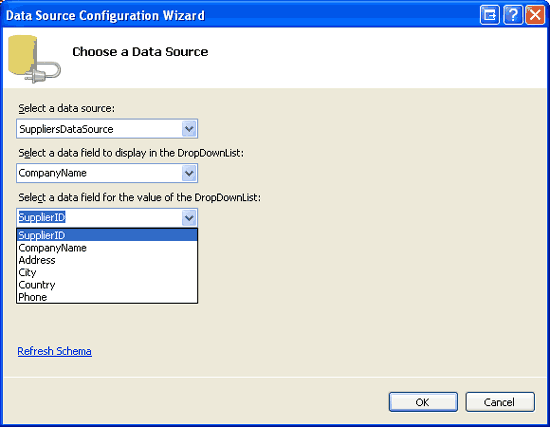 Data Source Configuration Wizard
Choose a Data Source
Select a data source:
SuppliersDataSource
Select a data field to display in the DropDownList:
CompanyName
Select a data field for the value of the DropDownList:
SupplierID
SupplierID
CompanyName
Address
City
Country
Phone
Refresh Schema
OK Cancel